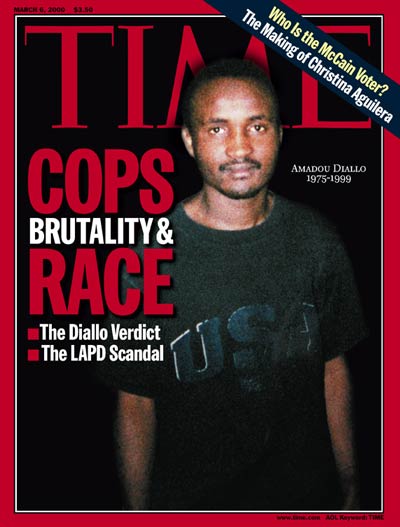 MARCH 6, 2000 $3.50
Who Is the McCain Voter?
The Making of Christina Aguilera
TIME
COPS
BRUTALITY &
RACE
The Diallo Verdict
The LAPD Scandal
AMADOU DIALLO
1975-1999
USA
www.time.com AOL Keyword: TIME